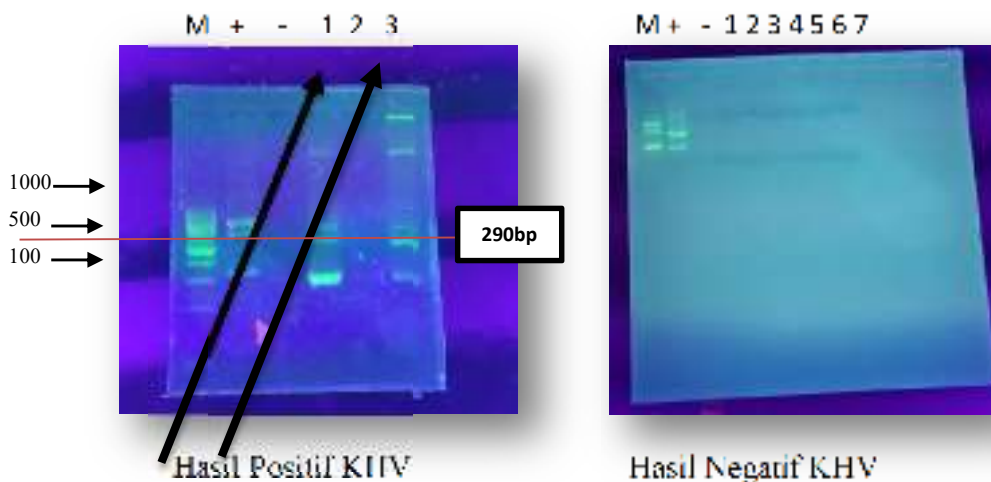 M + - 1 2 3
M + - 1 2 3 4 5 6 7
1000
500
290bp
100
Hasil Positif KHV
Hasil Negatif KHV